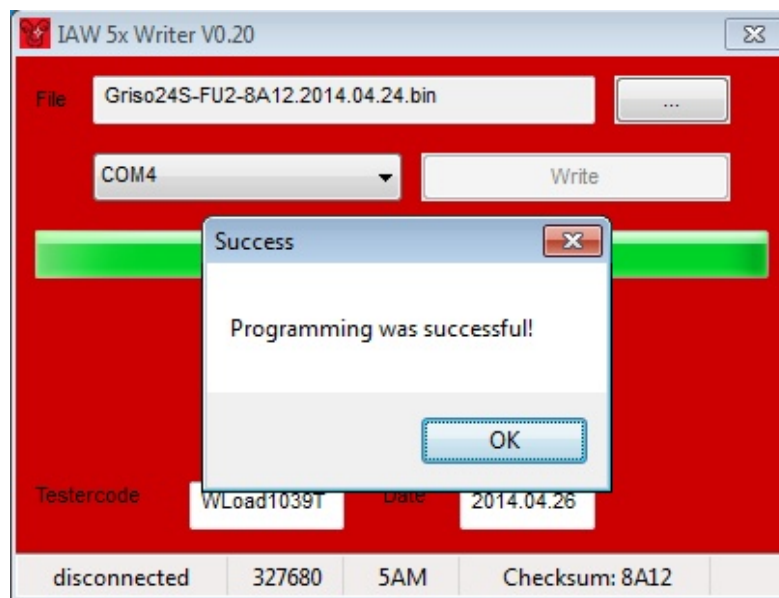 IAW 5x Writer V0.20
File Griso24S-FU2-8A12.2014.04.24.bin ...
COM4 Write
Success
Programming was successful!
OK
Testercode WLoad1039T Date 2014.04.26
disconnected 327680 5AM Checksum: 8A12